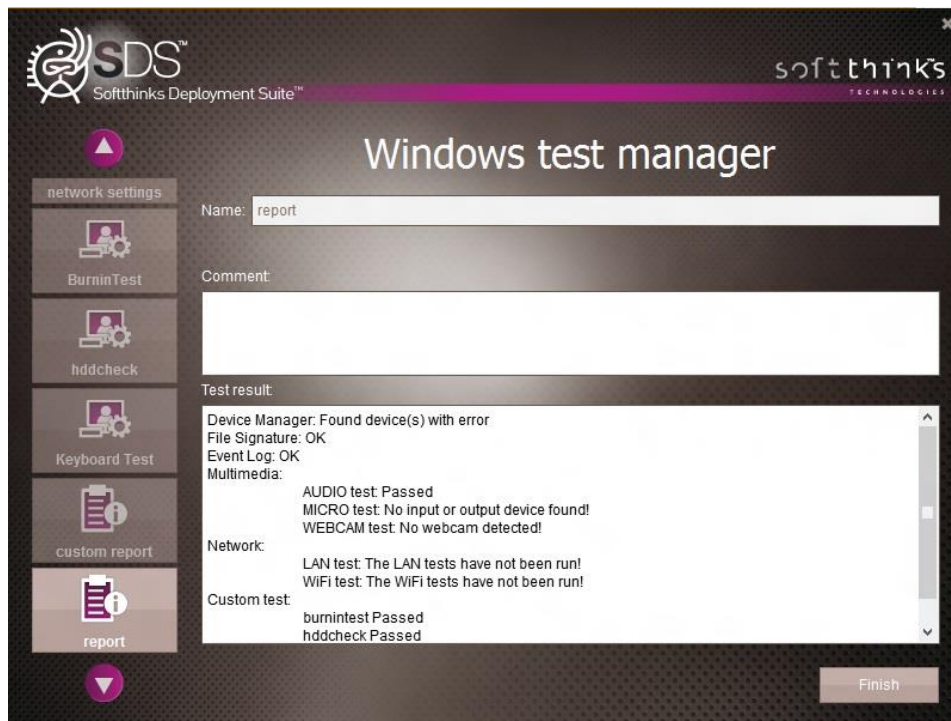 SDS™
Softthinks Deployment Suite™
softthinks
TECHNOLOGIES
Windows test manager
network settings
BurninTest
hddcheck
Keyboard Test
custom report
report
Name: report
Comment:
Test result:
Device Manager: Found device(s) with error
File Signature: OK
Event Log: OK
Multimedia:
AUDIO test: Passed
MICRO test: No input or output device found!
WEBCAM test: No webcam detected!
Network:
LAN test: The LAN tests have not been run!
WiFi test: The WiFi tests have not been run!
Custom test:
burnintest Passed
hddcheck Passed
Finish